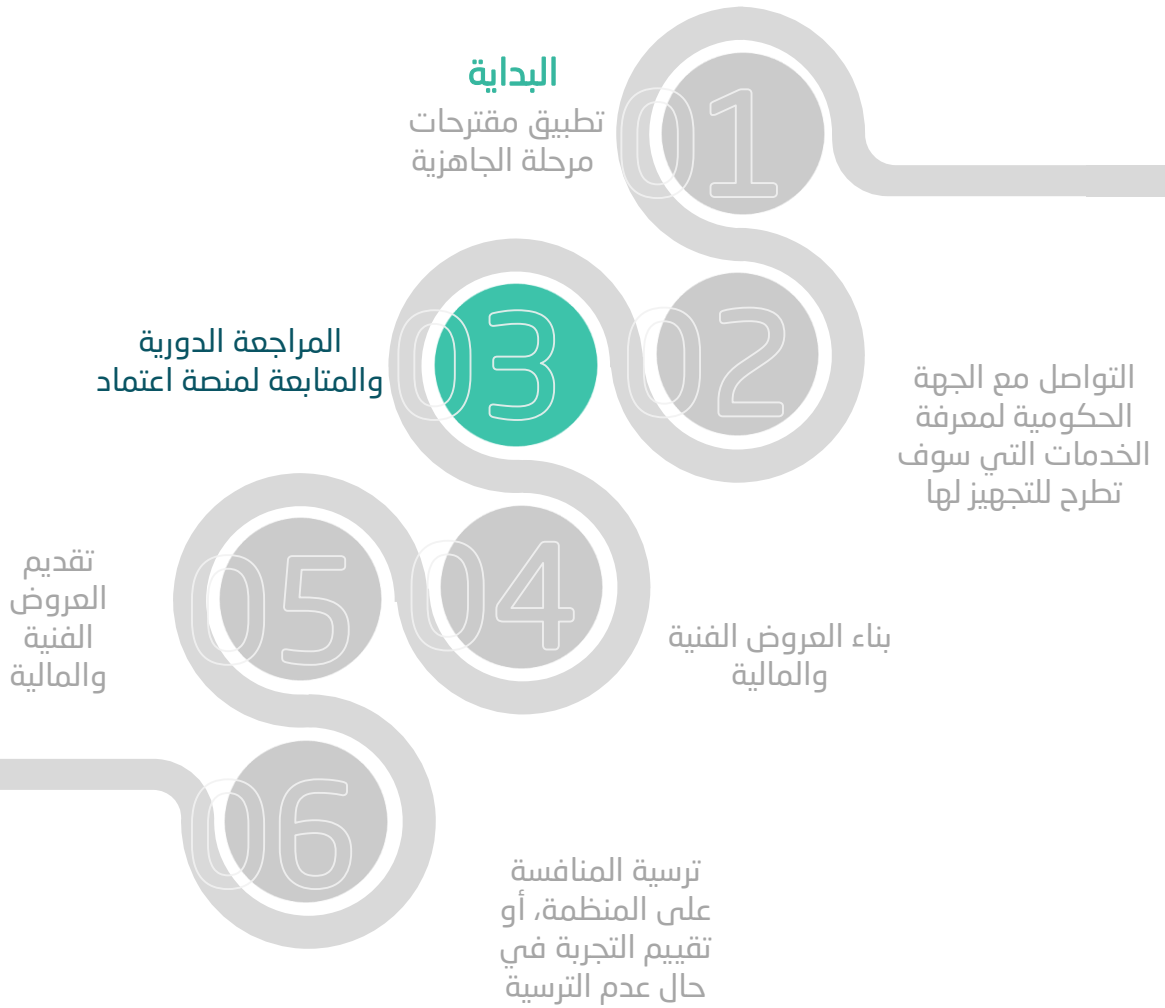 01
البداية
تطبيق مقترحات
مرحلة الجاهزية
02
التواصل مع الجهة
الحكومية لمعرفة
الخدمات التي سوف
تطرح للتجهيز لها
03
المراجعة الدورية
والمتابعة لمنصة اعتماد
04
بناء العروض الفنية
والمالية
05
تقديم
العروض
الفنية
والمالية
06
ترسية المنافسة
على المنظمة، أو
تقييم التجربة في
حال عدم الترسية